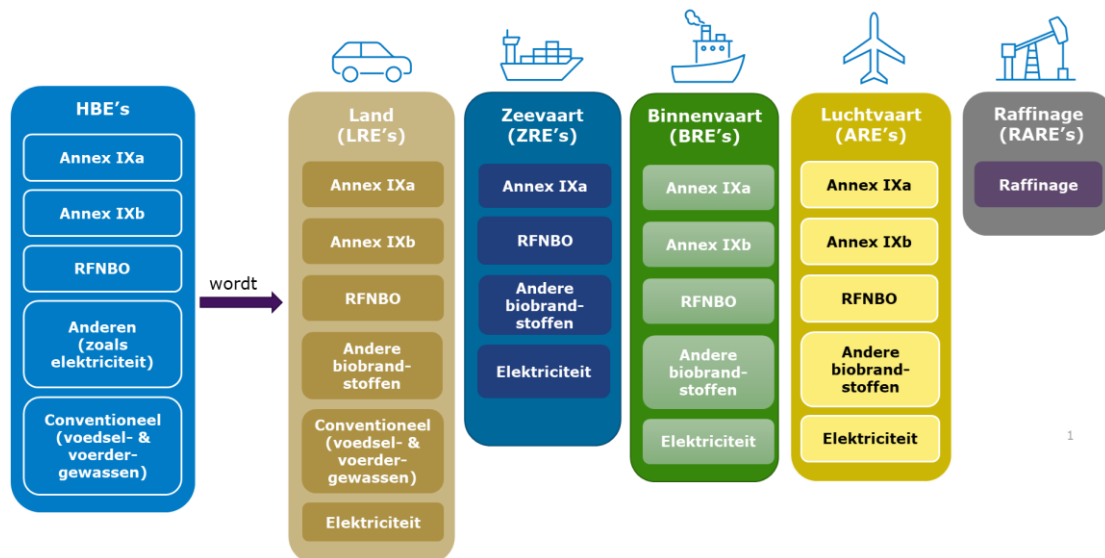 HBE's
Annex IXa
Annex IXb
RFNBO
Anderen
(zoals
elektriciteit)
Conventioneel
(voedsel- &
voerder-
gewassen)
wordt
Land
(LRE's)
Annex IXa
Annex IXb
RFNBO
Andere
biobrand-
stoffen
Conventioneel
(voedsel- &
voerder-
gewassen)
Elektriciteit
Zeevaart
(ZRE's)
Annex IXa
RFNBO
Andere
biobrand-
stoffen
Elektriciteit
Binnenvaart
(BRE's)
Annex IXa
Annex IXb
RFNBO
Andere
biobrand-
stoffen
Elektriciteit
Luchtvaart
(ARE's)
Annex IXa
Annex IXb
RFNBO
Andere
biobrand-
stoffen
Elektriciteit
Raffinage
(RARE's)
Raffinage
1